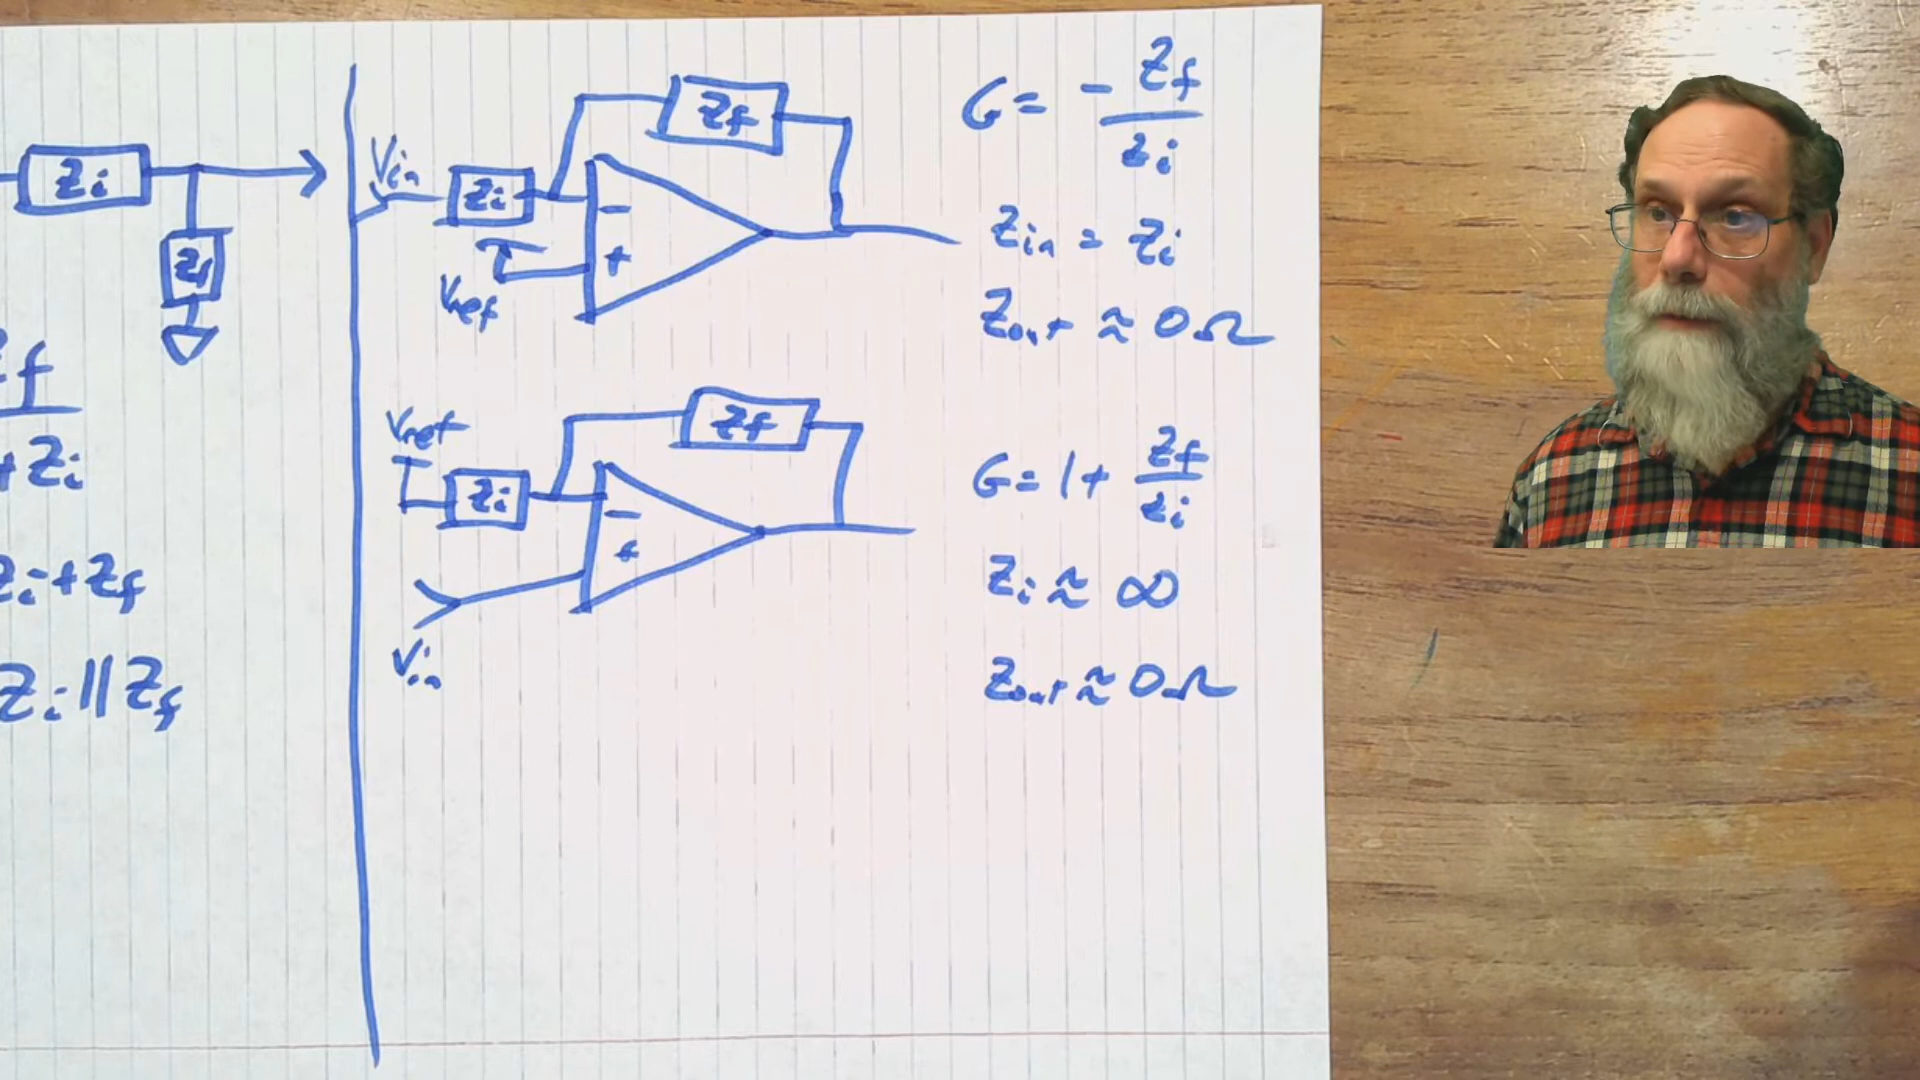 Zi
Zf
Zf
+Zi
Zi+Zf
Zi||Zf
Vin
Zi
Zf
-
+
Vref
G= - Zf
Zi
Zin = Zi
Zout ≈ 0Ω
Vref
Zi
Zf
-
+
Vin
G= 1+ Zf
Zi
Zi ≈ ∞
Zout ≈ 0Ω